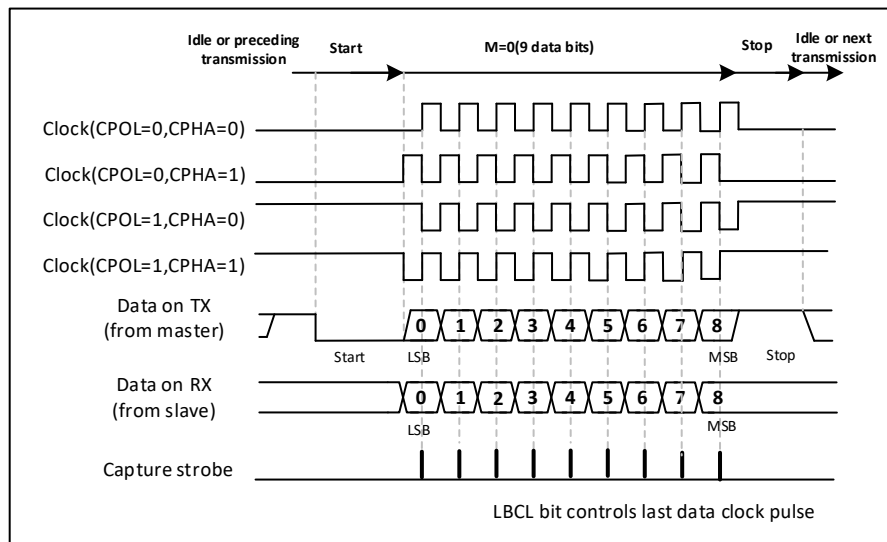 Idle or preceding
transmission
Start
M=0(9 data bits)
Stop
Idle or next
transmission
Clock(CPOL=0,CPHA=0)
Clock(CPOL=0,CPHA=1)
Clock(CPOL=1,CPHA=0)
Clock(CPOL=1,CPHA=1)
Data on TX
(from master)
0 1 2 3 4 5 6 7 8
Start
LSB
MSB
Stop
Data on RX
(from slave)
0 1 2 3 4 5 6 7 8
LSB
MSB
Capture strobe
LBCL bit controls last data clock pulse